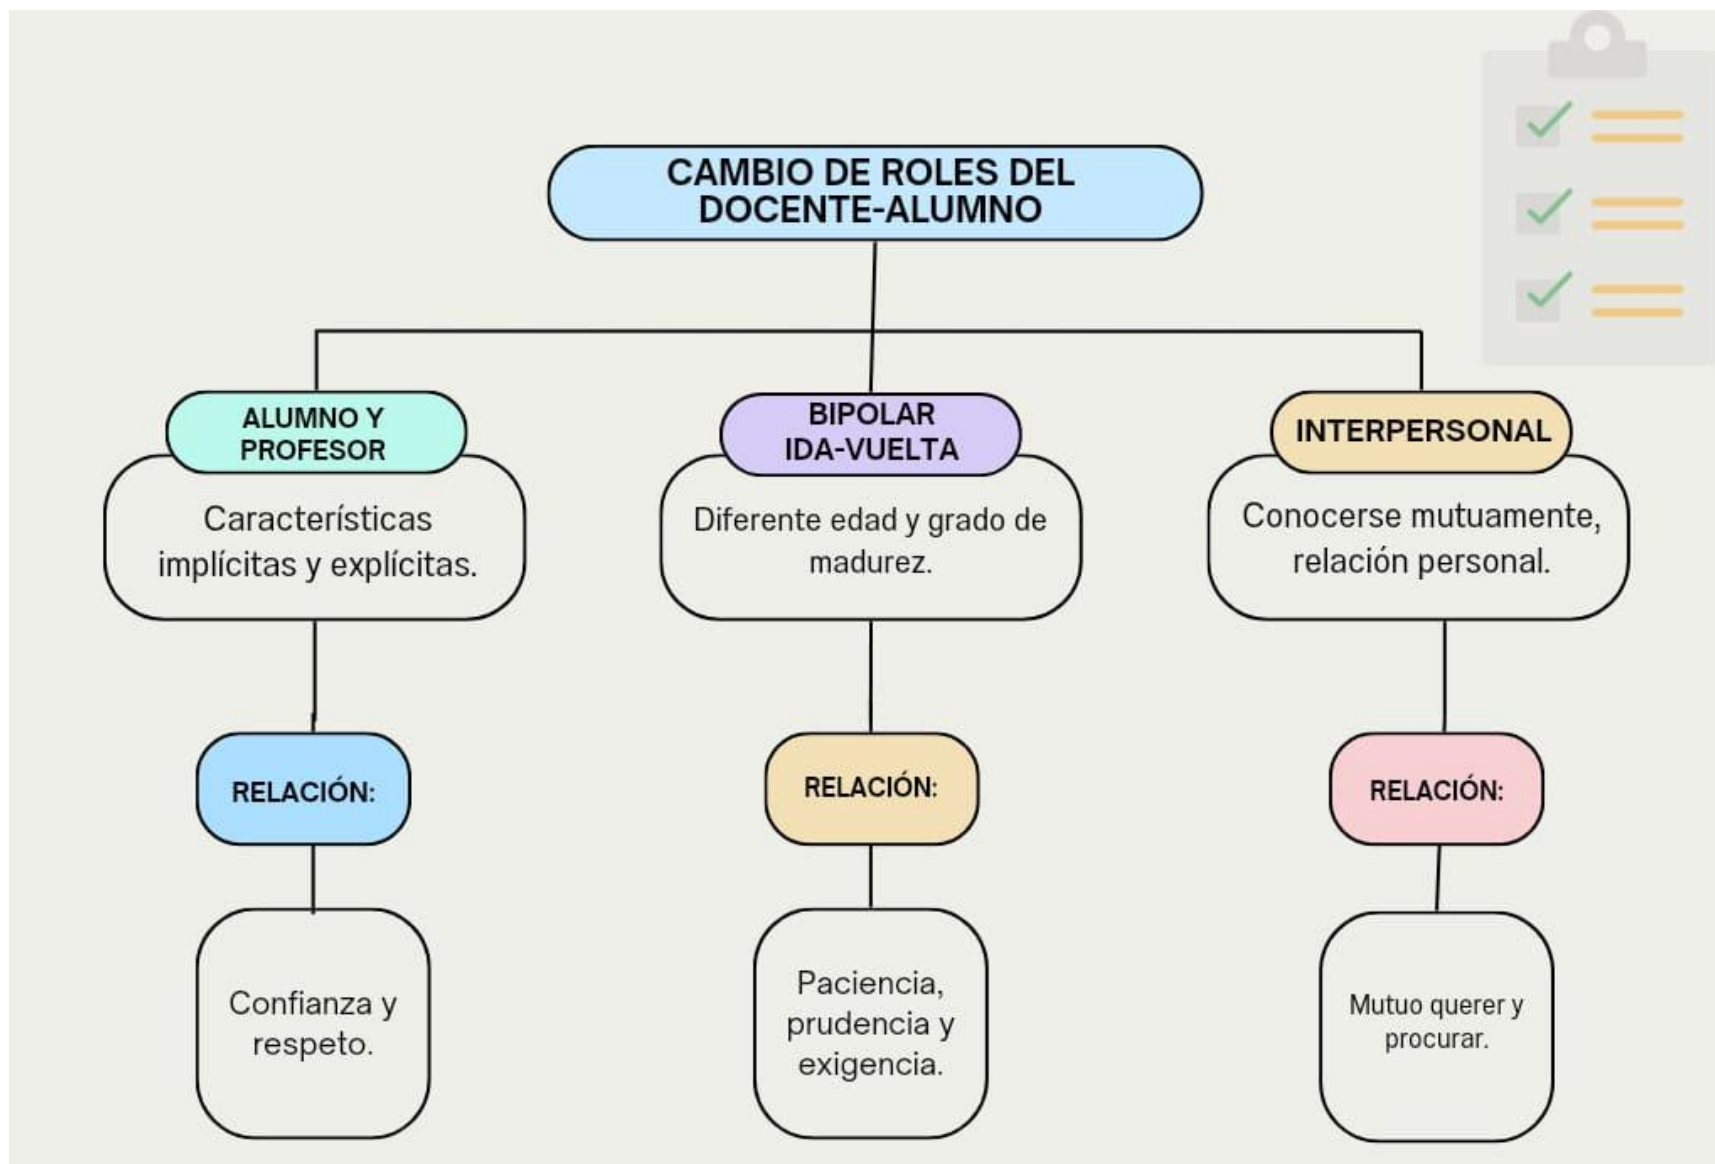 CAMBIO DE ROLES DEL
DOCENTE-ALUMNO
ALUMNO Y
PROFESOR
Características
implícitas y explícitas.
RELACIÓN:
Confianza y
respeto.
BIPOLAR
IDA-VUELTA
Diferente edad y grado de
madurez.
RELACIÓN:
Paciencia,
prudencia y
exigencia.
INTERPERSONAL
Conocerse mutuamente,
relación personal.
RELACIÓN:
Mutuo querer y
procurar.